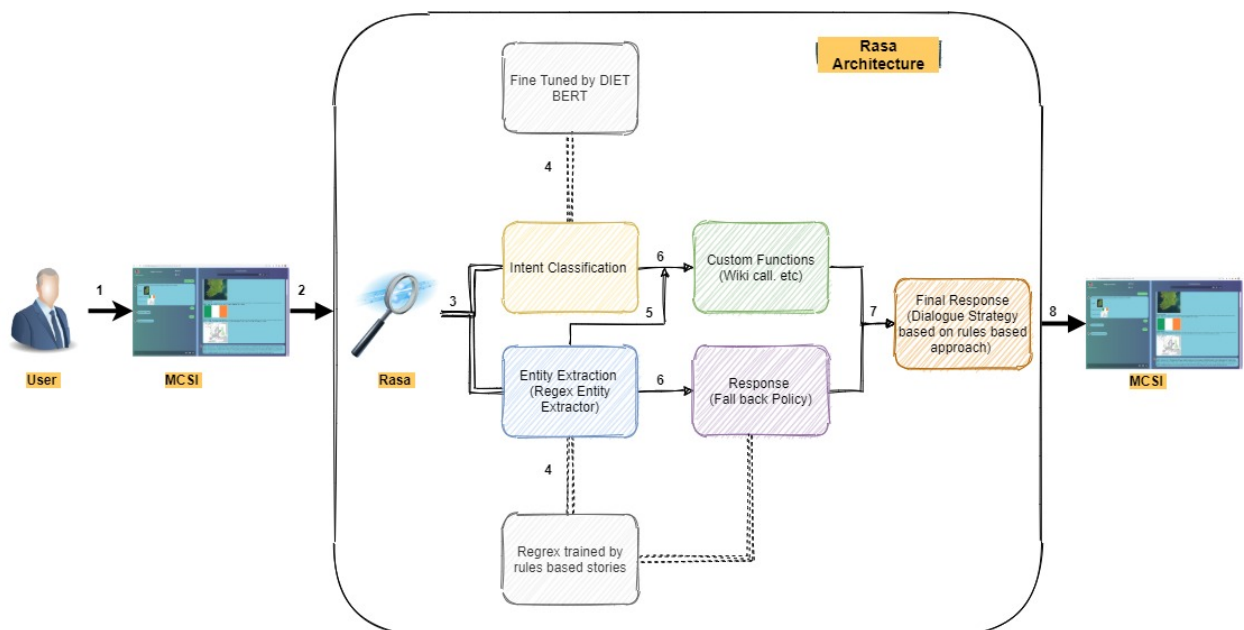 Rasa
Architecture
Fine Tuned by DIET
BERT
4
1
2
3
Intent Classification
6
Custom Functions
(Wiki call. etc)
5
7
Final Response
(Dialogue Strategy
based on rules based
approach)
8
User
MCSI
Rasa
Entity Extraction
(Regex Entity
Extractor)
6
Response
(Fall back Policy)
MCSI
4
Regrex trained by
rules based stories